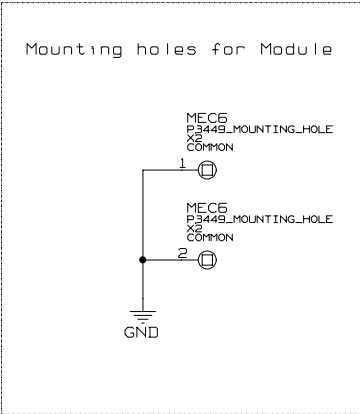 Mounting holes for Module
MEC6
P3449_MOUNTING_HOLE
X2
COMMON
1
MEC6
P3449_MOUNTING_HOLE
X2
COMMON
2
GND